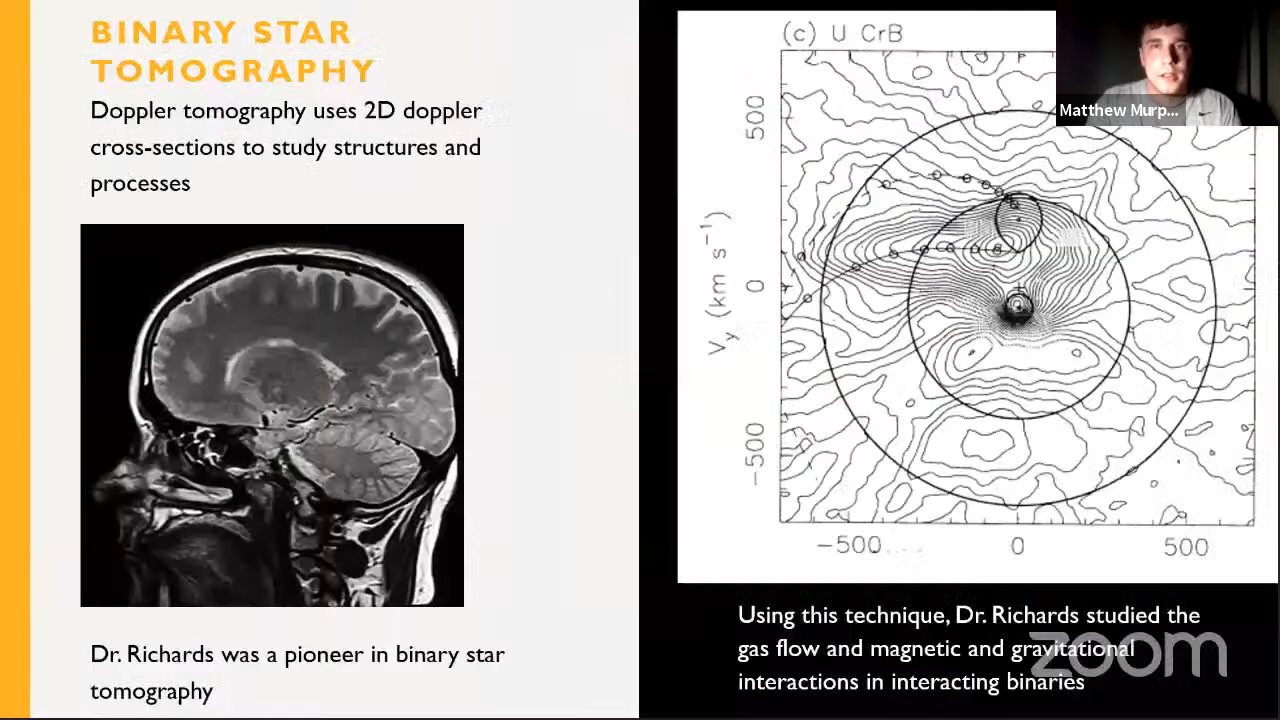 BINARY STAR
TOMOGRAPHY
Doppler tomography uses 2D doppler
cross-sections to study structures and
processes
Dr. Richards was a pioneer in binary star
tomography
(c) U CrB
Matthew Murp...
500
0
−500
Vy (km s⁻¹)
−500
0
500
Using this technique, Dr. Richards studied the
gas flow and magnetic and gravitational
interactions in interacting binaries
zoom